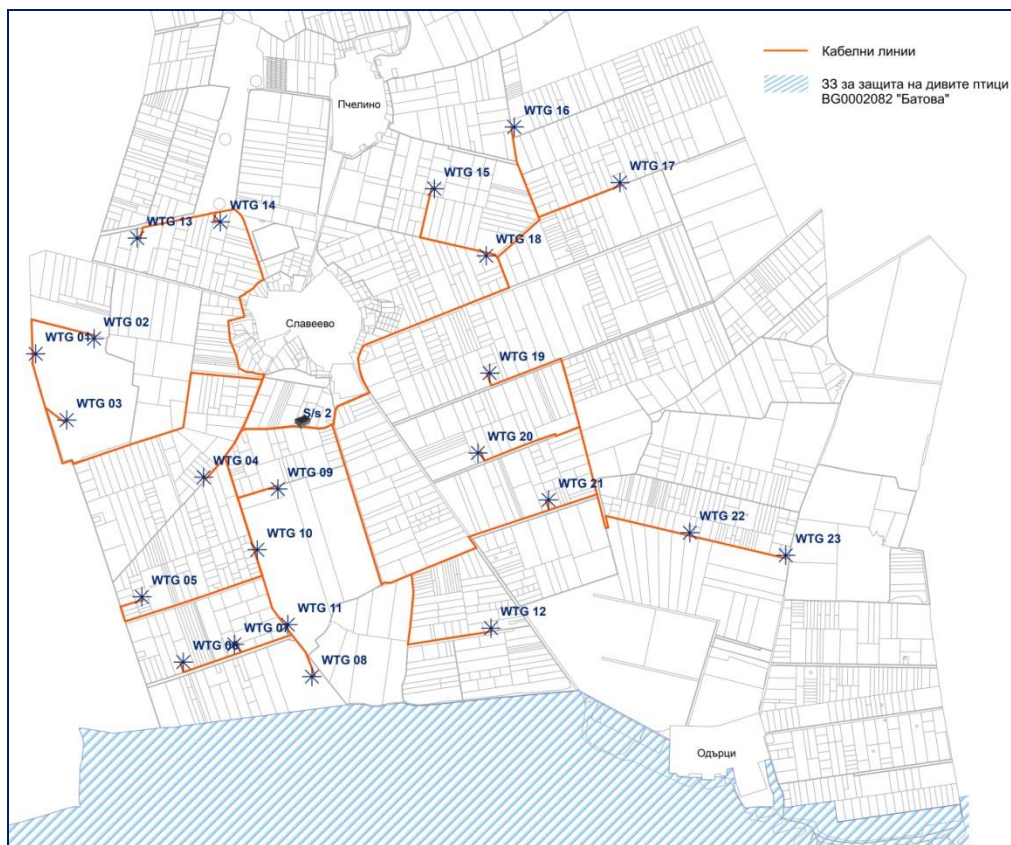 Кабелни линии
ЗЗ за защита на дивите птици
BG0002082 "Батова"
Пчелино
WTG 16
WTG 15
WTG 17
WTG 14
WTG 13
WTG 18
Славеево
WTG 02
WTG 01
WTG 19
WTG 03
S/s 2
WTG 20
WTG 04
WTG 09
WTG 21
WTG 22
WTG 10
WTG 23
WTG 05
WTG 11
WTG 12
WTG 07
WTG 06
WTG 08
Одърци